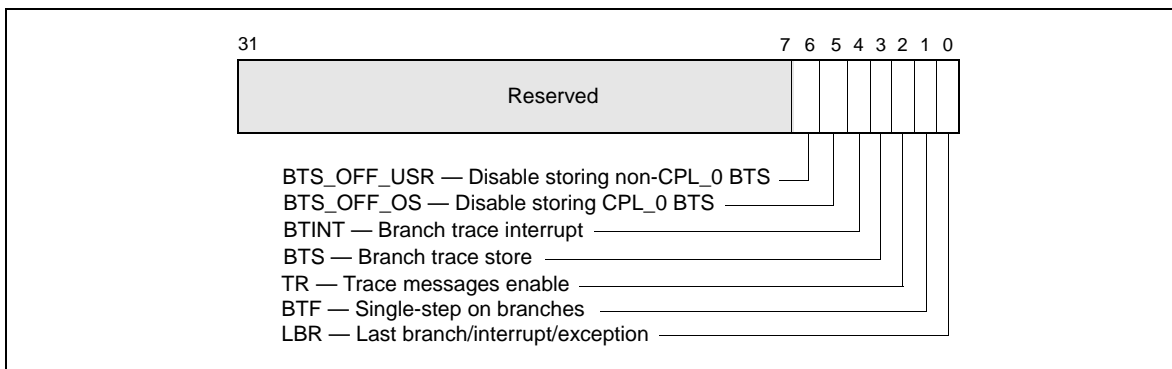 31 7 6 5 4 3 2 1 0
Reserved
BTS_OFF_USR — Disable storing non-CPL_0 BTS
BTS_OFF_OS — Disable storing CPL_0 BTS
BTINT — Branch trace interrupt
BTS — Branch trace store
TR — Trace messages enable
BTF — Single-step on branches
LBR — Last branch/interrupt/exception